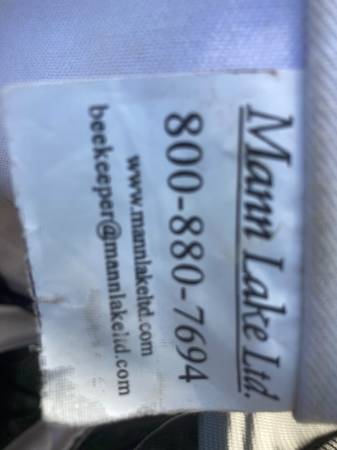 Mann Lake Ltd.
800-880-7694
www.mannlakeltd.com
beekeeper@mannlakeltd.com